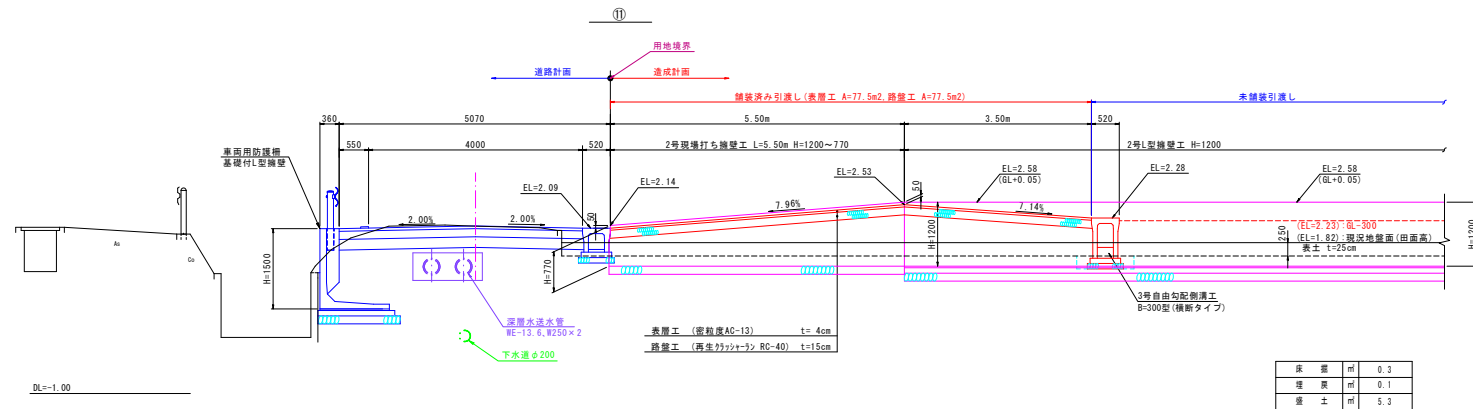 ⑪
用地境界
道路計画
造成計画
舗装済み引渡し(表層工 A=77.5m2,路盤工 A=77.5m2)
未舗装引渡し
360
5070
5.50m
3.50m
520
車両用防護柵
基礎付L型擁壁
550
4000
520
2号現場打ち擁壁工 L=5.50m H=1200～770
2号L型擁壁工 H=1200
EL=2.09
EL=2.14
EL=2.53
50
EL=2.58
(GL+0.05)
EL=2.28
EL=2.58
(GL+0.05)
2.00%
2.00%
50
7.96%
7.14%
As
Co
H=1500
H=770
H=1200
(EL=2.23):GL-300
(EL=1.82):現況地盤面(田面高)
表土 t=25cm
250
H=1200
深層水送水管
WE-13.6,W250×2
下水道φ200
表層工 (密粒度AC-13) t= 4cm
路盤工 (再生クラッシャーラン RC-40) t=15cm
3号自由勾配側溝工
B=300型(横断タイプ)
DL=-1.00
床 掘 ㎡ 0.3
埋 戻 ㎡ 0.1
盛 土 ㎡ 5.3